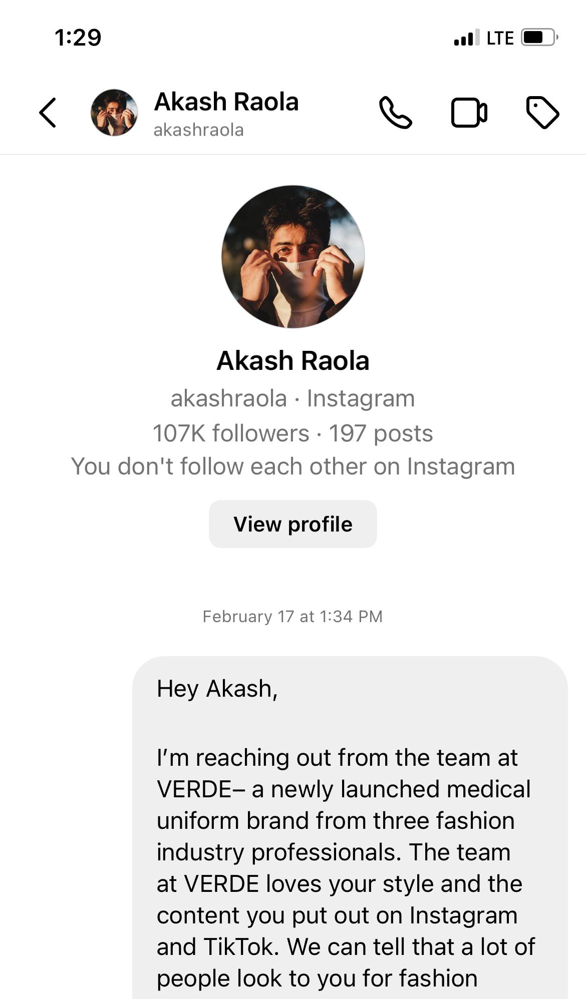 1:29
LTE
Akash Raola
akashraola
Akash Raola
akashraola · Instagram
107K followers · 197 posts
You don't follow each other on Instagram
View profile
February 17 at 1:34 PM
Hey Akash,
I’m reaching out from the team at
VERDE– a newly launched medical
uniform brand from three fashion
industry professionals. The team
at VERDE loves your style and the
content you put out on Instagram
and TikTok. We can tell that a lot of
people look to you for fashion